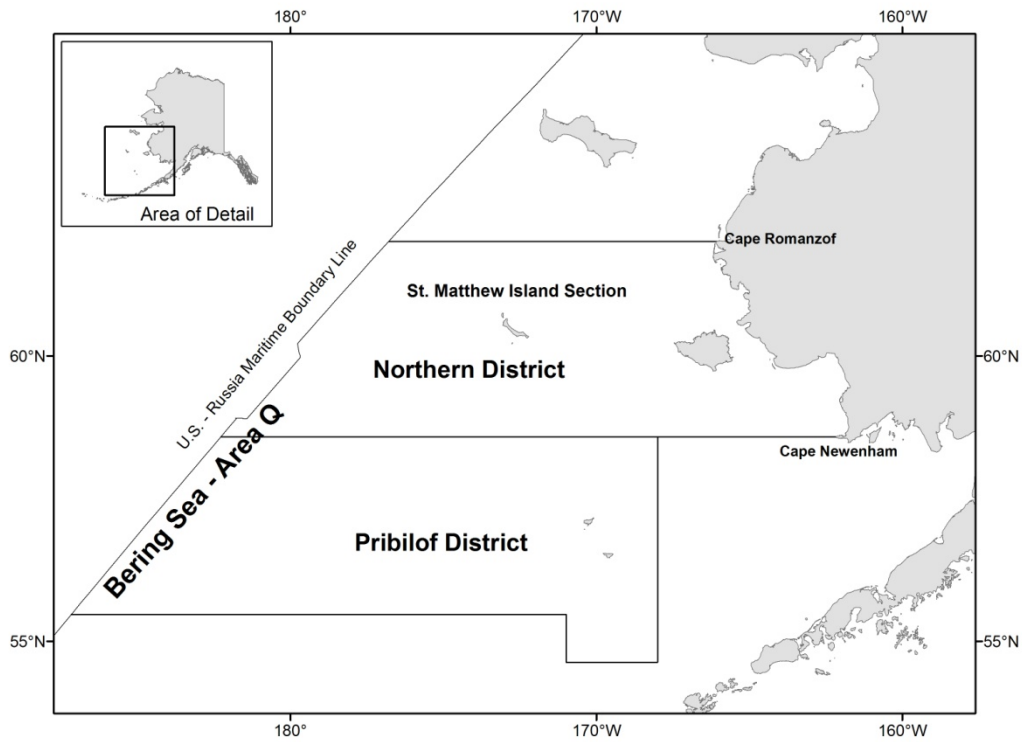 180°
170°W
160°W
Area of Detail
Cape Romanzof
U.S. - Russia Maritime Boundary Line
St. Matthew Island Section
60°N
60°N
Northern District
Bering Sea - Area Q
Cape Newenham
Pribilof District
55°N
55°N
180°
170°W
160°W